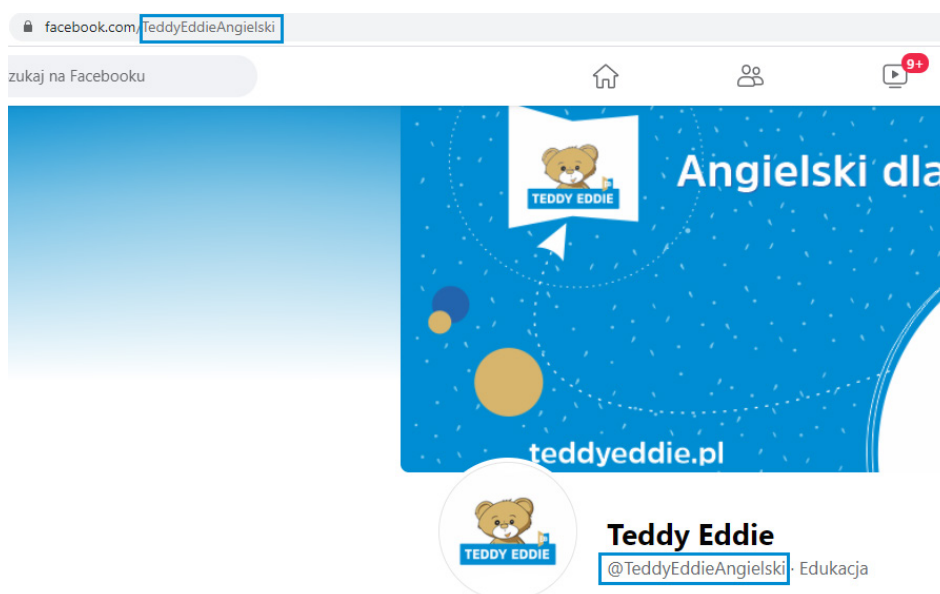 facebook.com/TeddyEddieAngielski
zukaj na Facebooku
9+
TEDDY EDDIE
Angielski dla
teddyeddie.pl
TEDDY EDDIE
Teddy Eddie
@TeddyEddieAngielski · Edukacja